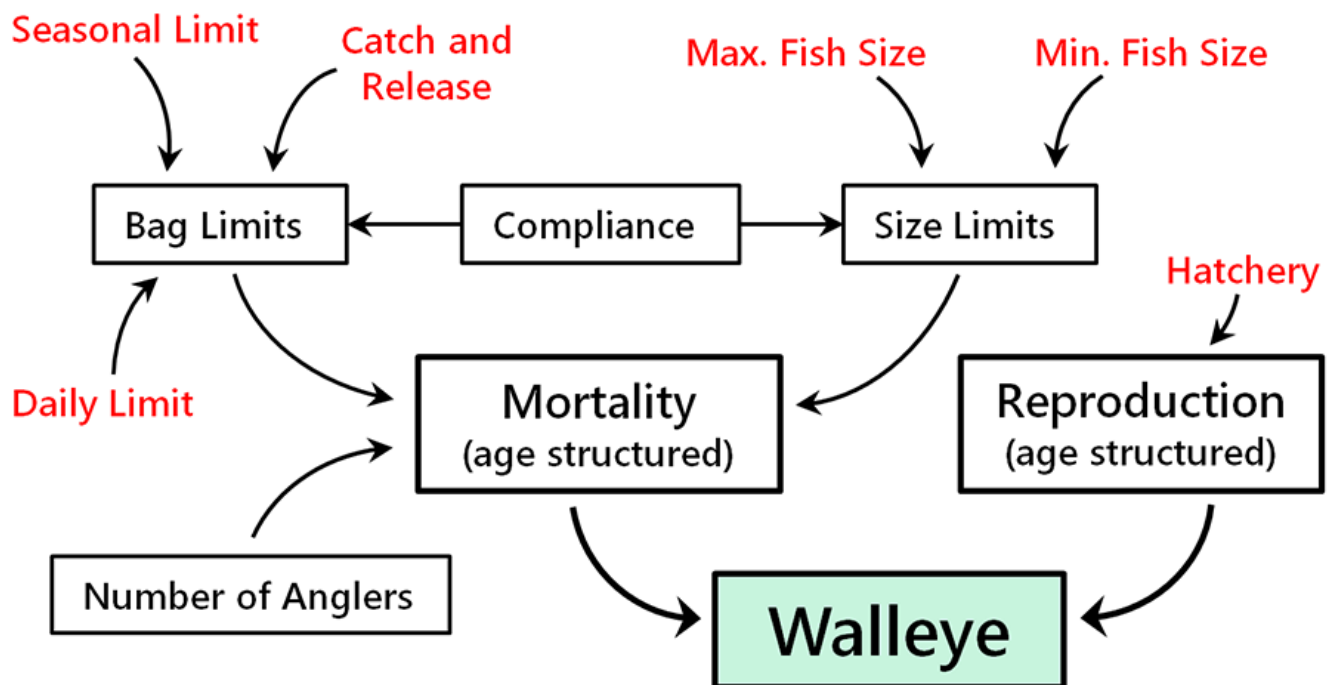 Seasonal Limit
Catch and
Release
Max. Fish Size
Min. Fish Size
Bag Limits
Compliance
Size Limits
Hatchery
Daily Limit
Mortality
(age structured)
Reproduction
(age structured)
Number of Anglers
Walleye